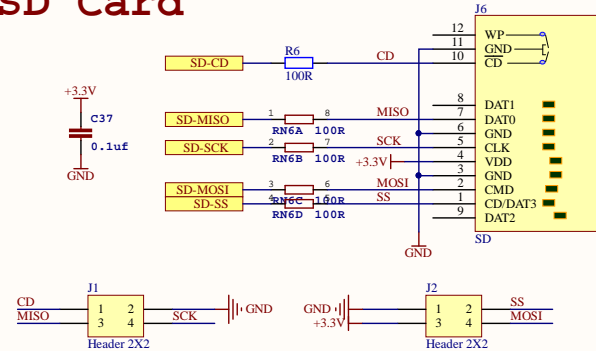 SD Card
J6
12 WP
11 GND
SD-CD R6 CD 10 CD
100R
+3.3V
8 DAT1
C37 SD-MISO 1 8 MISO 7 DAT0
RN6A 100R 6 GND
0.1uf SD-SCK 2 7 SCK 5 CLK
RN6B 100R +3.3V 4 VDD
GND 3 GND
SD-MOSI 3 6 MOSI 2 CMD
RN6C 100R
SD-SS 4 5 SS 1 CD/DAT3
RN6D 100R 9 DAT2
SD
GND
J1 J2
CD 1 2 GND GND 1 2 SS
MISO 3 4 SCK +3.3V 3 4 MOSI
Header 2X2 Header 2X2